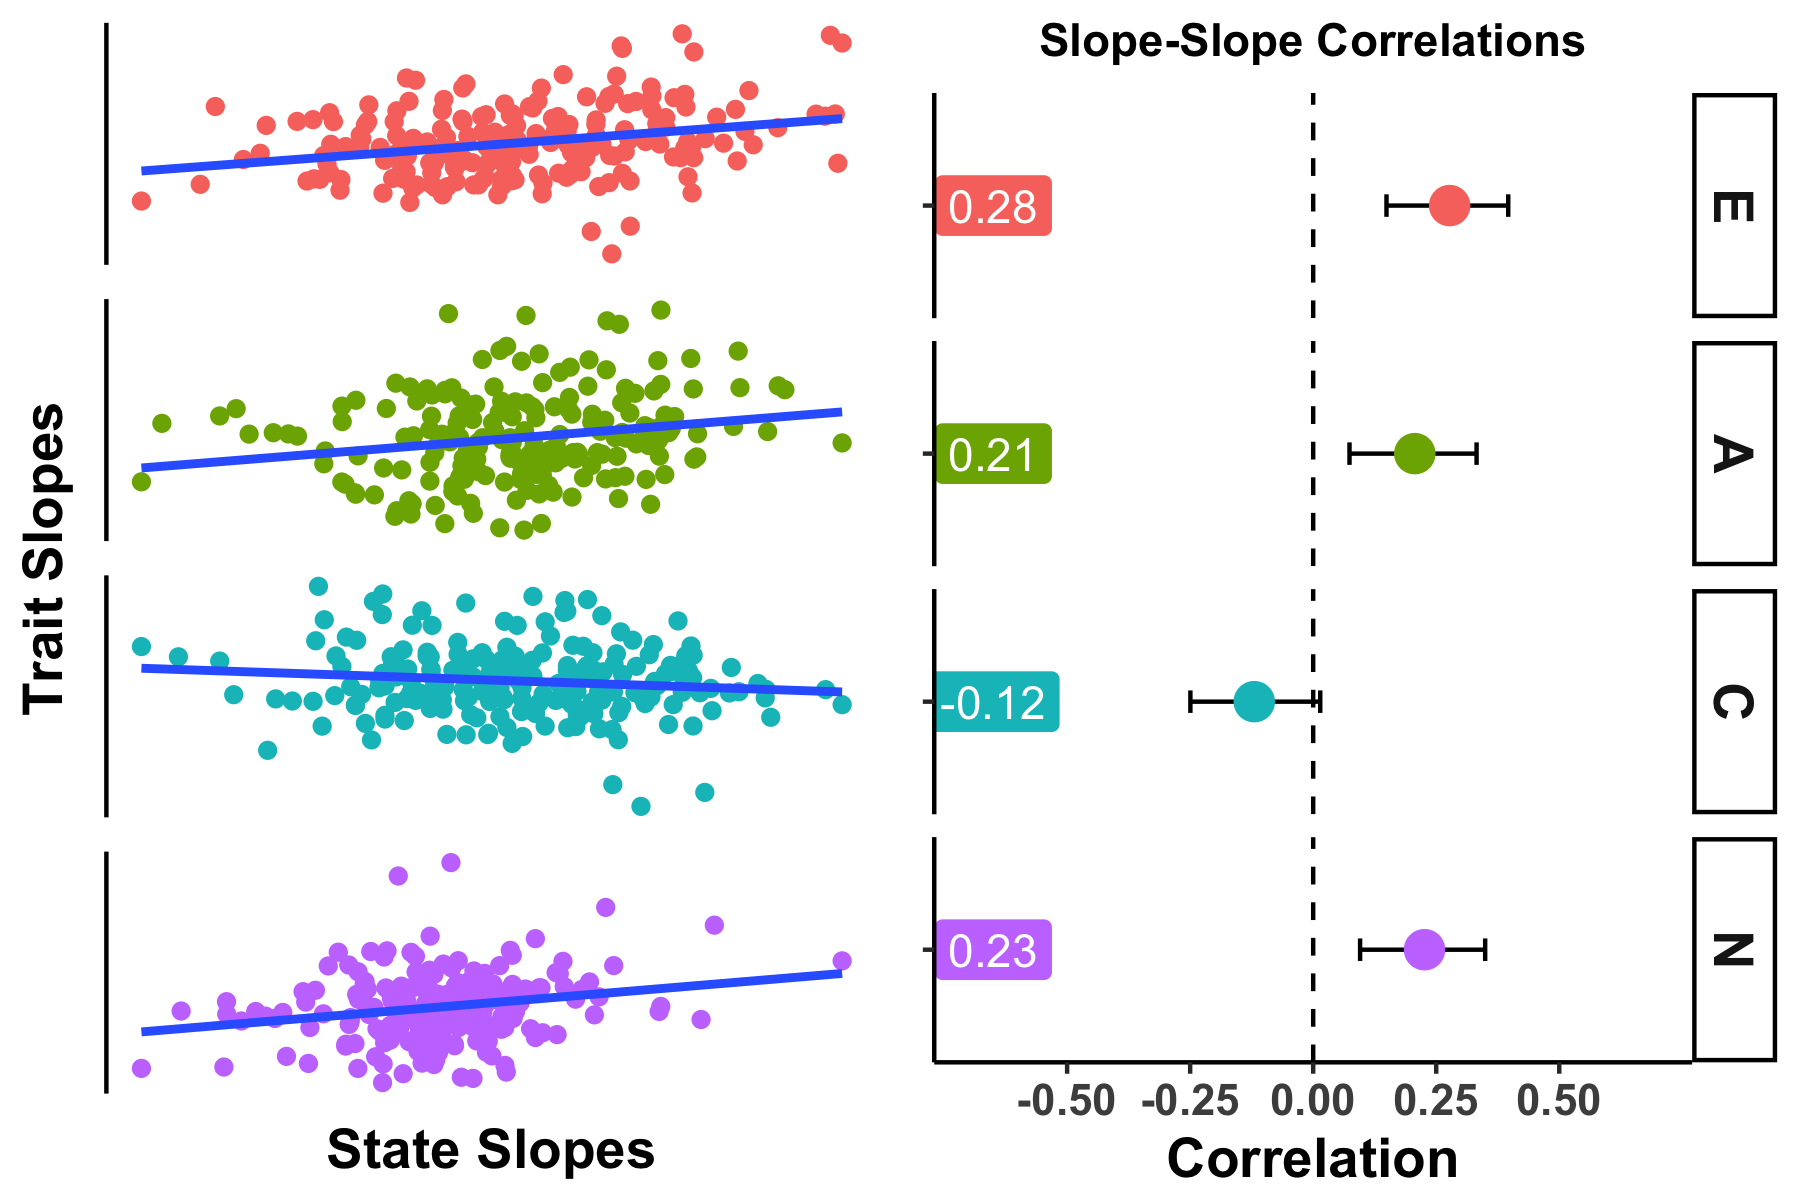 Slope-Slope Correlations
Trait Slopes
State Slopes
0.28
E
0.21
A
-0.12
C
0.23
N
-0.50 -0.25 0.00 0.25 0.50
Correlation